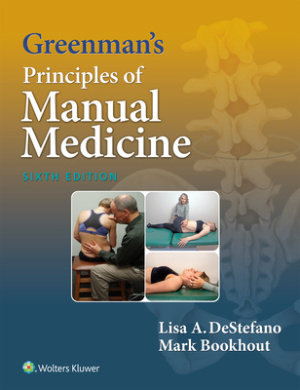 Greenman's
Principles of
Manual
Medicine
SIXTH EDITION
Lisa A. DeStefano
Mark Bookhout
Wolters Kluwer